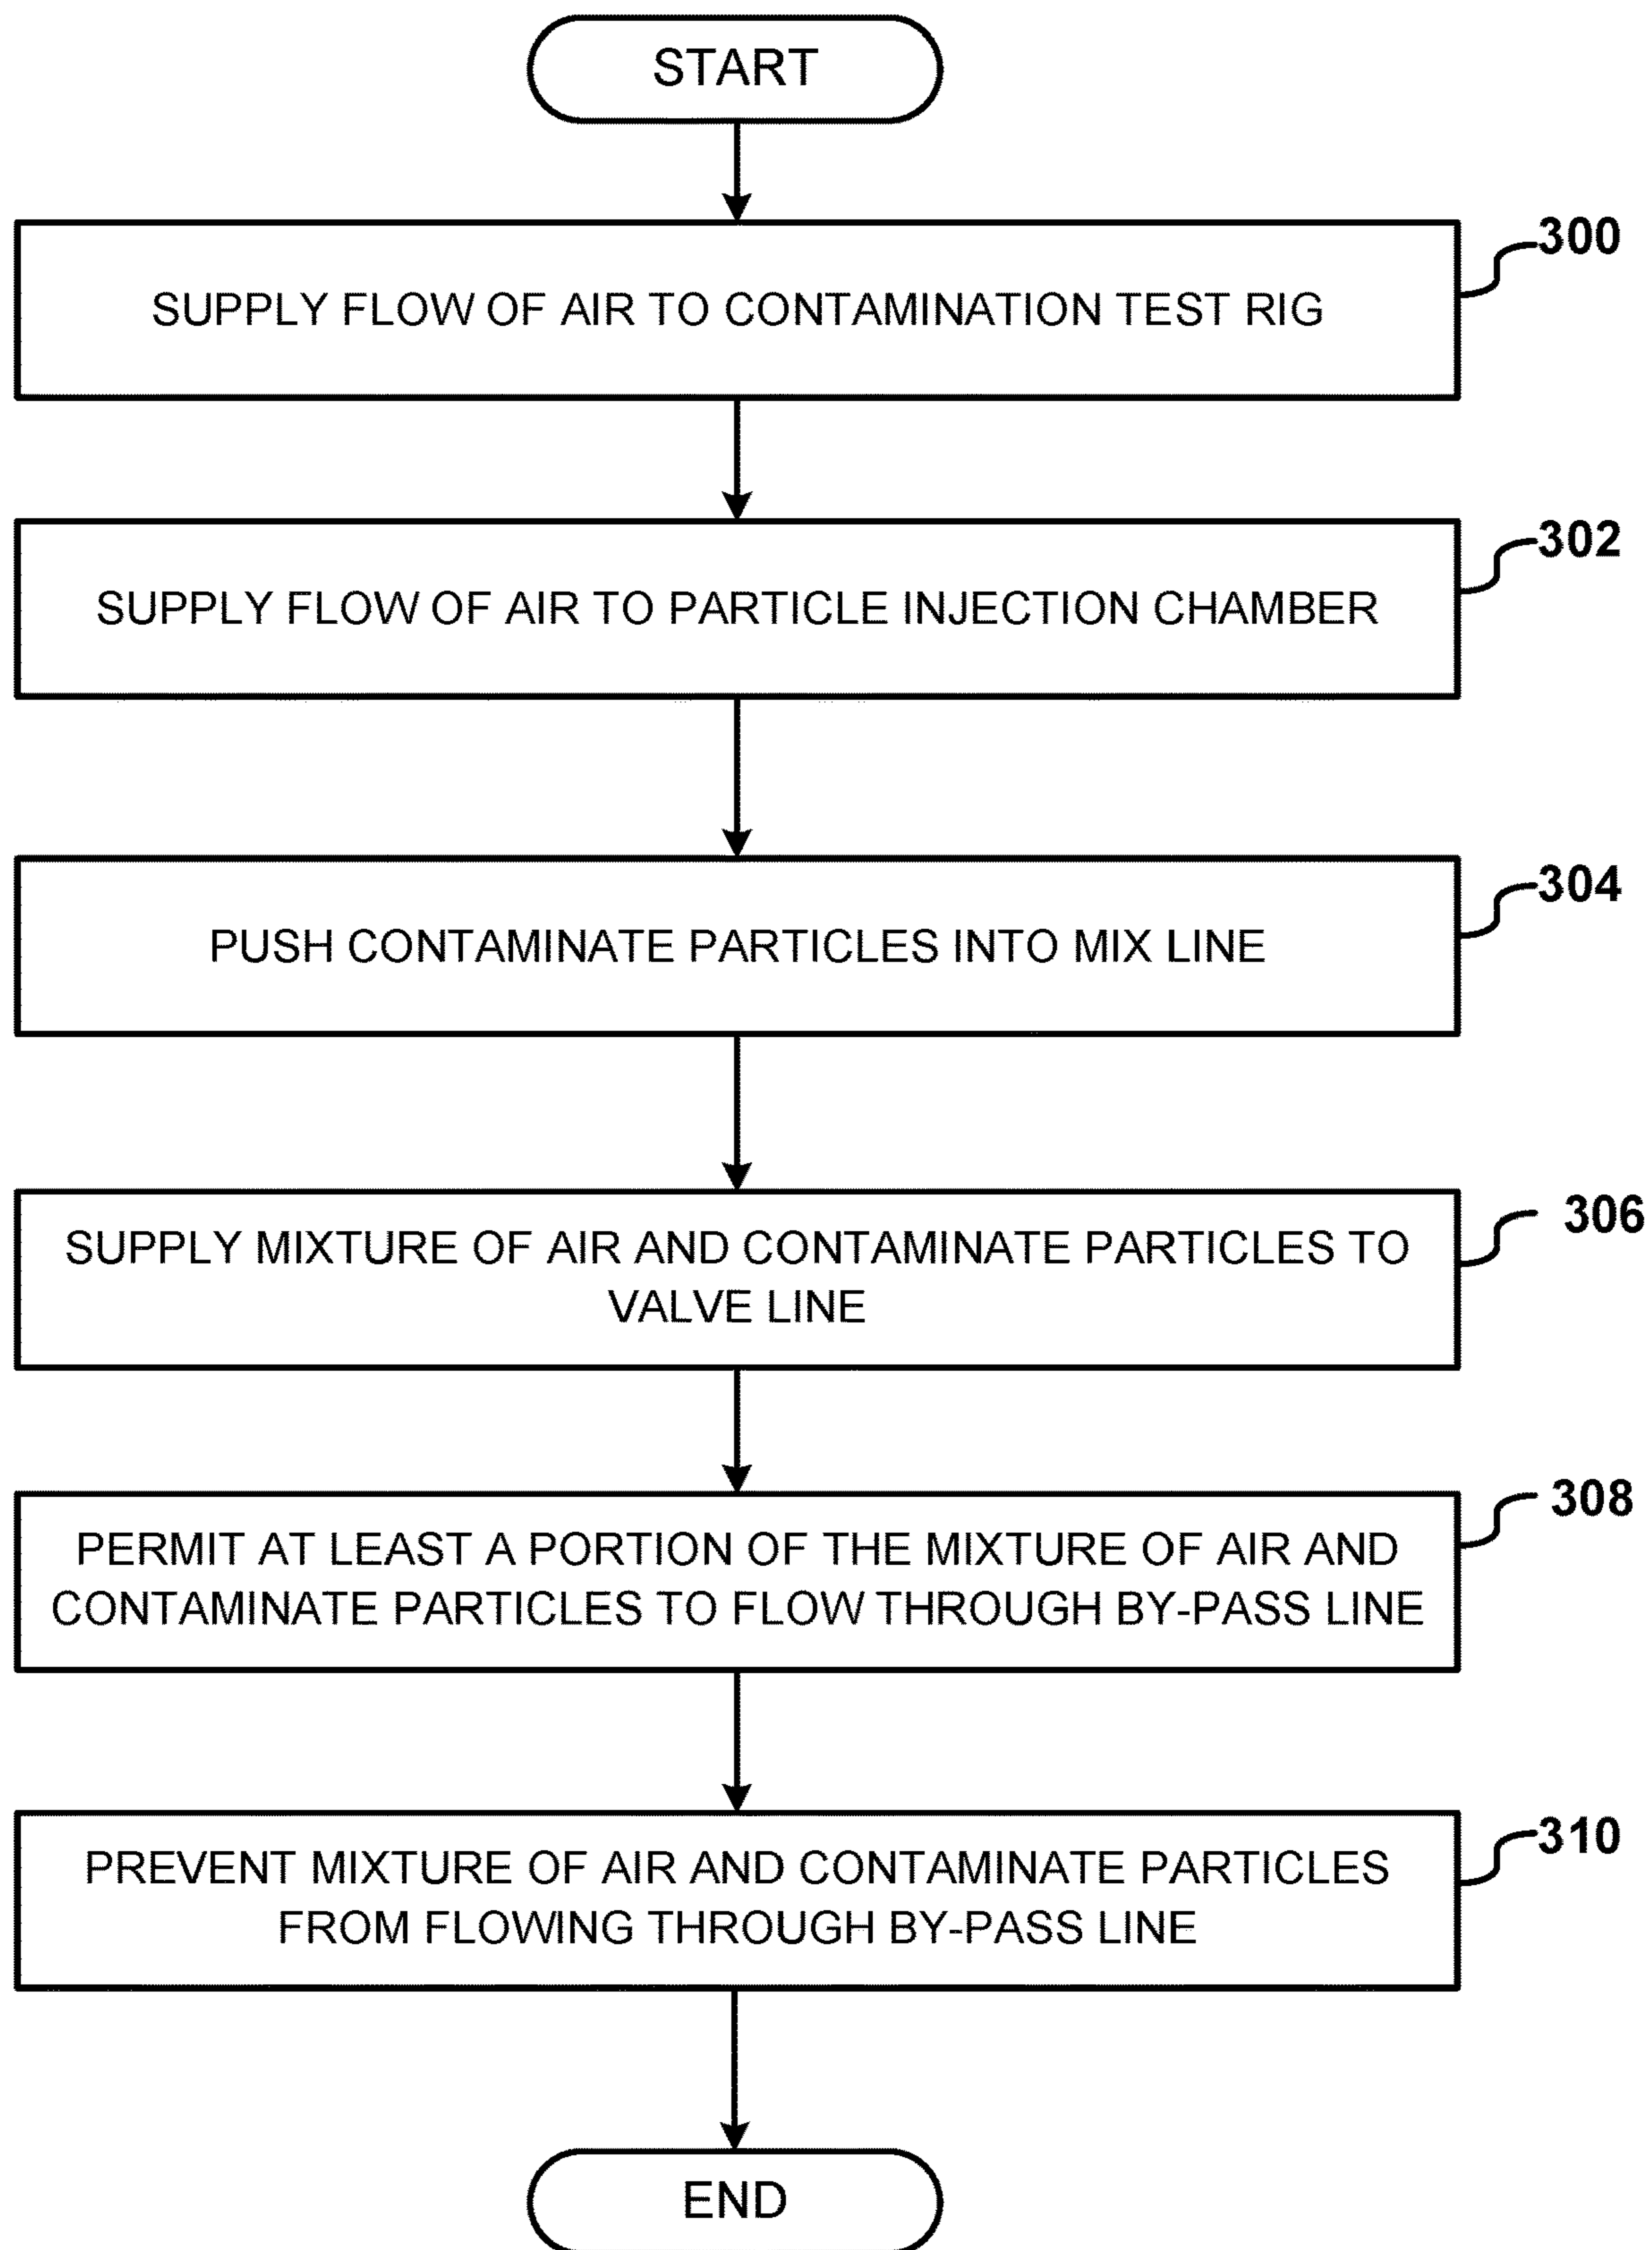 START
300
SUPPLY FLOW OF AIR TO CONTAMINATION TEST RIG
302
SUPPLY FLOW OF AIR TO PARTICLE INJECTION CHAMBER
304
PUSH CONTAMINATE PARTICLES INTO MIX LINE
306
SUPPLY MIXTURE OF AIR AND CONTAMINATE PARTICLES TO
VALVE LINE
308
PERMIT AT LEAST A PORTION OF THE MIXTURE OF AIR AND
CONTAMINATE PARTICLES TO FLOW THROUGH BY-PASS LINE
310
PREVENT MIXTURE OF AIR AND CONTAMINATE PARTICLES
FROM FLOWING THROUGH BY-PASS LINE
END